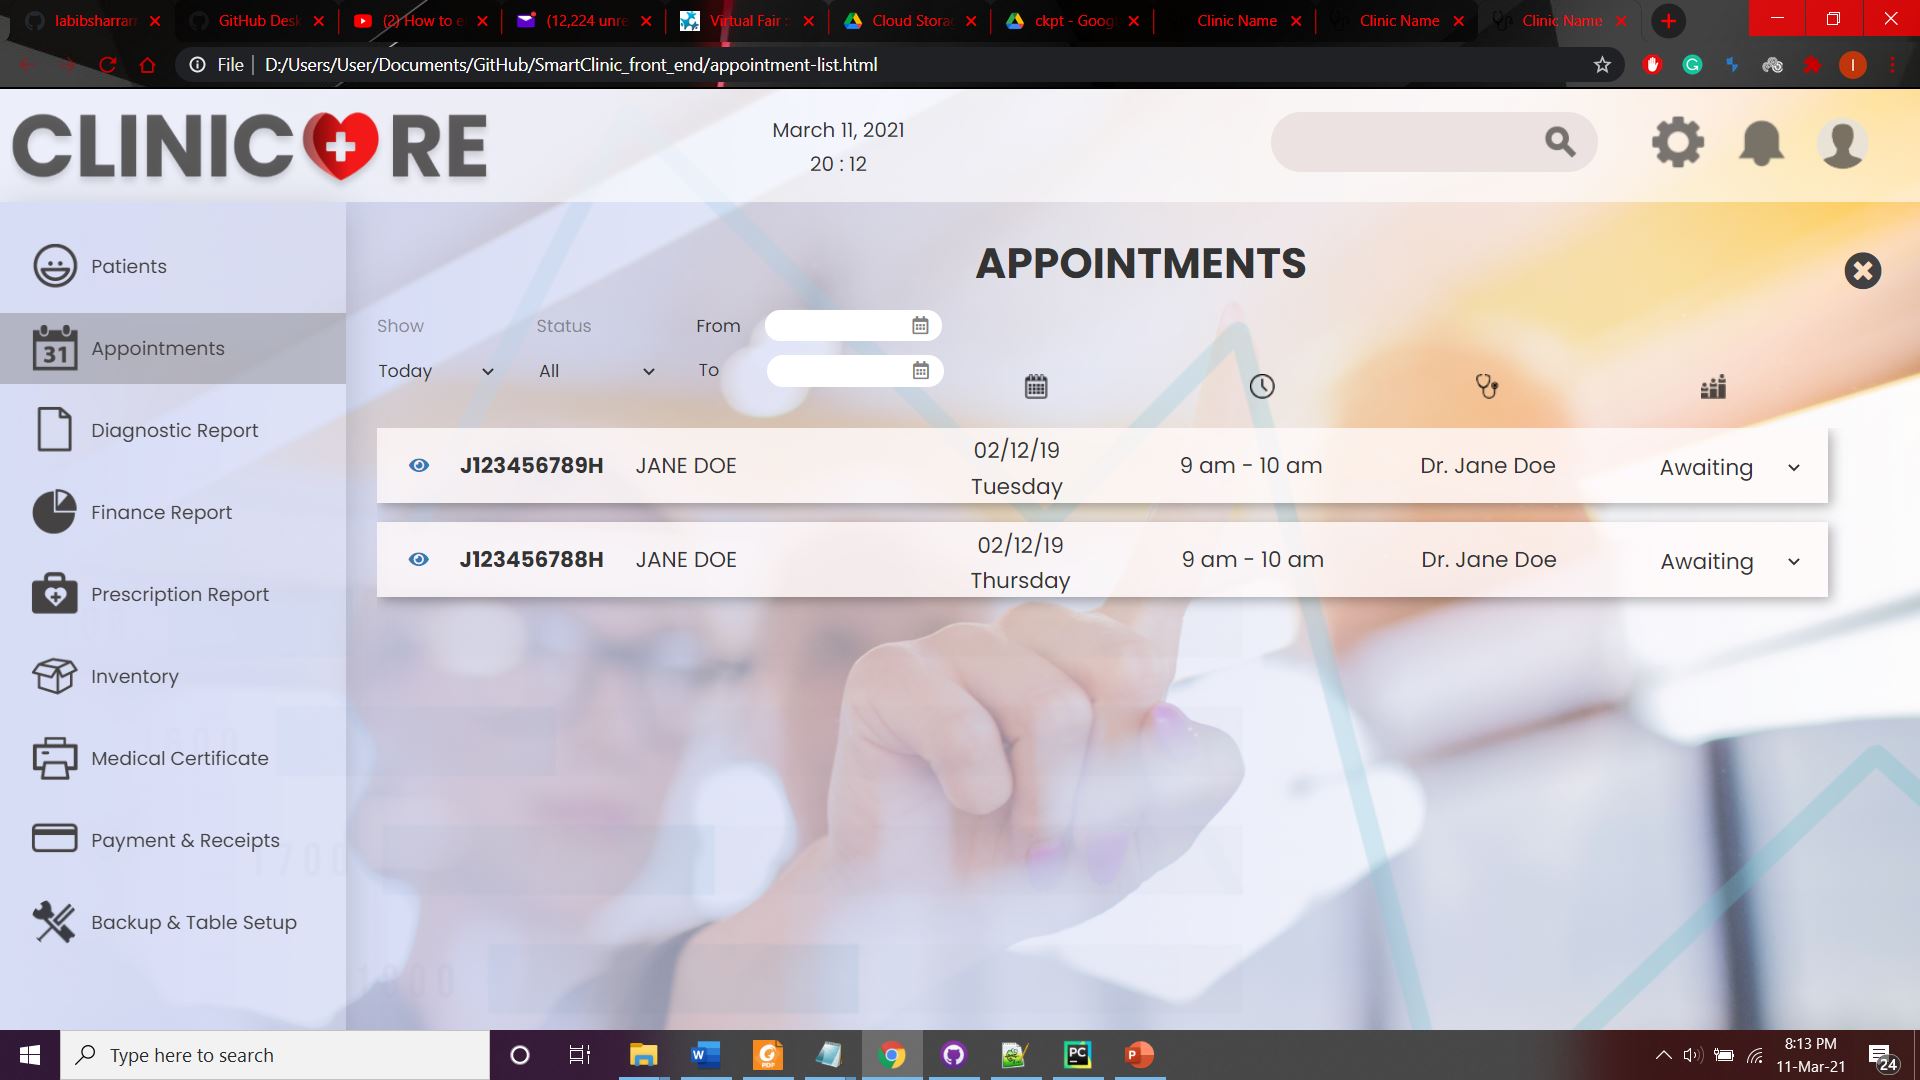 labibsharrar
GitHub Desk
(2) How to e
(12,224 unre
Virtual Fair :
Cloud Storag
ckpt - Goog
Clinic Name
Clinic Name
Clinic Name
File
D:/Users/User/Documents/GitHub/SmartClinic_front_end/appointment-list.html
I
CLINIC RE
March 11, 2021
20 : 12
Patients
31
Appointments
Diagnostic Report
Finance Report
Prescription Report
Inventory
Medical Certificate
Payment & Receipts
Backup & Table Setup
APPOINTMENTS
Show
Status
From
Today
All
To
J123456789H JANE DOE
02/12/19
Tuesday
9 am - 10 am
Dr. Jane Doe
Awaiting
J123456788H JANE DOE
02/12/19
Thursday
9 am - 10 am
Dr. Jane Doe
Awaiting
1700
1000
Type here to search
W
PDF
PC
P
8:13 PM
11-Mar-21
24